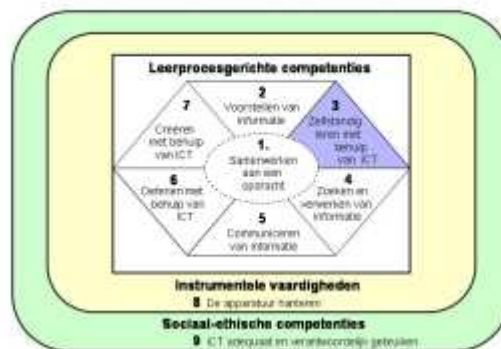 Leerprocesgerichte competenties
2
Voorstellen van
informatie
3
Zelfstandig
leren met
behulp
van ICT
7
Creëren
met behulp
van ICT
1.
Samenwerken
aan een
opdracht
6
Oefenen met
behulp van
ICT
4
Zoeken en
verwerken van
informatie
5
Communiceren
van informatie
Instrumentele vaardigheden
8 De apparatuur hanteren
Sociaal-ethische competenties
9 ICT adequaat en verantwoordelijk gebruiken